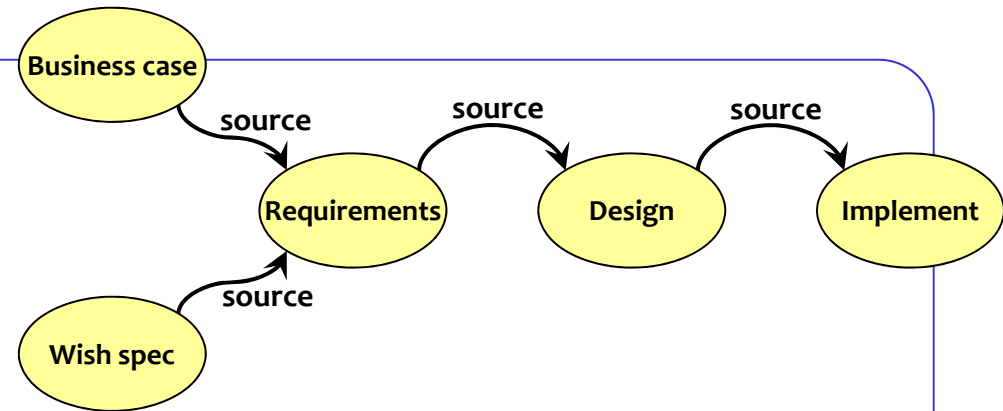 Business case
source
source
source
Requirements
Design
Implement
source
Wish spec